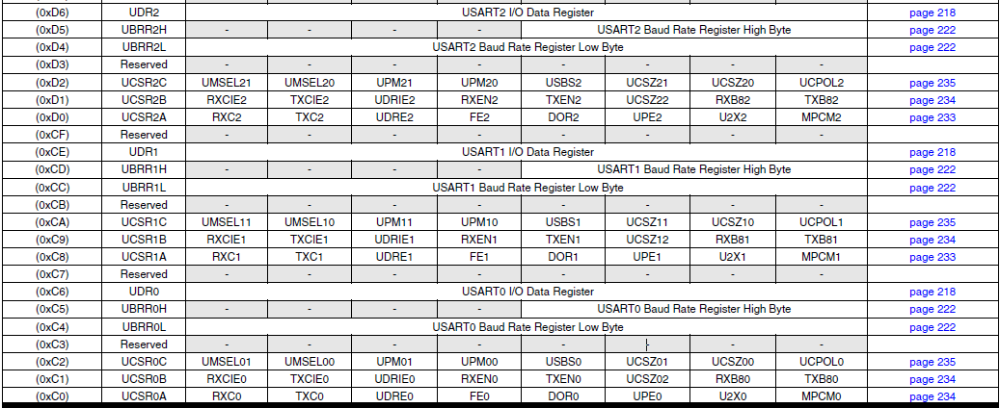 (0xD6) UDR2 USART2 I/O Data Register page 218
(0xD5) UBRR2H - - - - USART2 Baud Rate Register High Byte page 222
(0xD4) UBRR2L USART2 Baud Rate Register Low Byte page 222
(0xD3) Reserved - - - - - - - -
(0xD2) UCSR2C UMSEL21 UMSEL20 UPM21 UPM20 USBS2 UCSZ21 UCSZ20 UCPOL2 page 235
(0xD1) UCSR2B RXCIE2 TXCIE2 UDRIE2 RXEN2 TXEN2 UCSZ22 RXB82 TXB82 page 234
(0xD0) UCSR2A RXC2 TXC2 UDRE2 FE2 DOR2 UPE2 U2X2 MPCM2 page 233
(0xCF) Reserved - - - - - - - -
(0xCE) UDR1 USART1 I/O Data Register page 218
(0xCD) UBRR1H - - - - USART1 Baud Rate Register High Byte page 222
(0xCC) UBRR1L USART1 Baud Rate Register Low Byte page 222
(0xCB) Reserved - - - - - - - -
(0xCA) UCSR1C UMSEL11 UMSEL10 UPM11 UPM10 USBS1 UCSZ11 UCSZ10 UCPOL1 page 235
(0xC9) UCSR1B RXCIE1 TXCIE1 UDRIE1 RXEN1 TXEN1 UCSZ12 RXB81 TXB81 page 234
(0xC8) UCSR1A RXC1 TXC1 UDRE1 FE1 DOR1 UPE1 U2X1 MPCM1 page 233
(0xC7) Reserved - - - - - - - -
(0xC6) UDR0 USART0 I/O Data Register page 218
(0xC5) UBRR0H - - - - USART0 Baud Rate Register High Byte page 222
(0xC4) UBRR0L USART0 Baud Rate Register Low Byte page 222
(0xC3) Reserved - - - - - - - -
(0xC2) UCSR0C UMSEL01 UMSEL00 UPM01 UPM00 USBS0 UCSZ01 UCSZ00 UCPOL0 page 235
(0xC1) UCSR0B RXCIE0 TXCIE0 UDRIE0 RXEN0 TXEN0 UCSZ02 RXB80 TXB80 page 234
(0xC0) UCSR0A RXC0 TXC0 UDRE0 FE0 DOR0 UPE0 U2X0 MPCM0 page 234